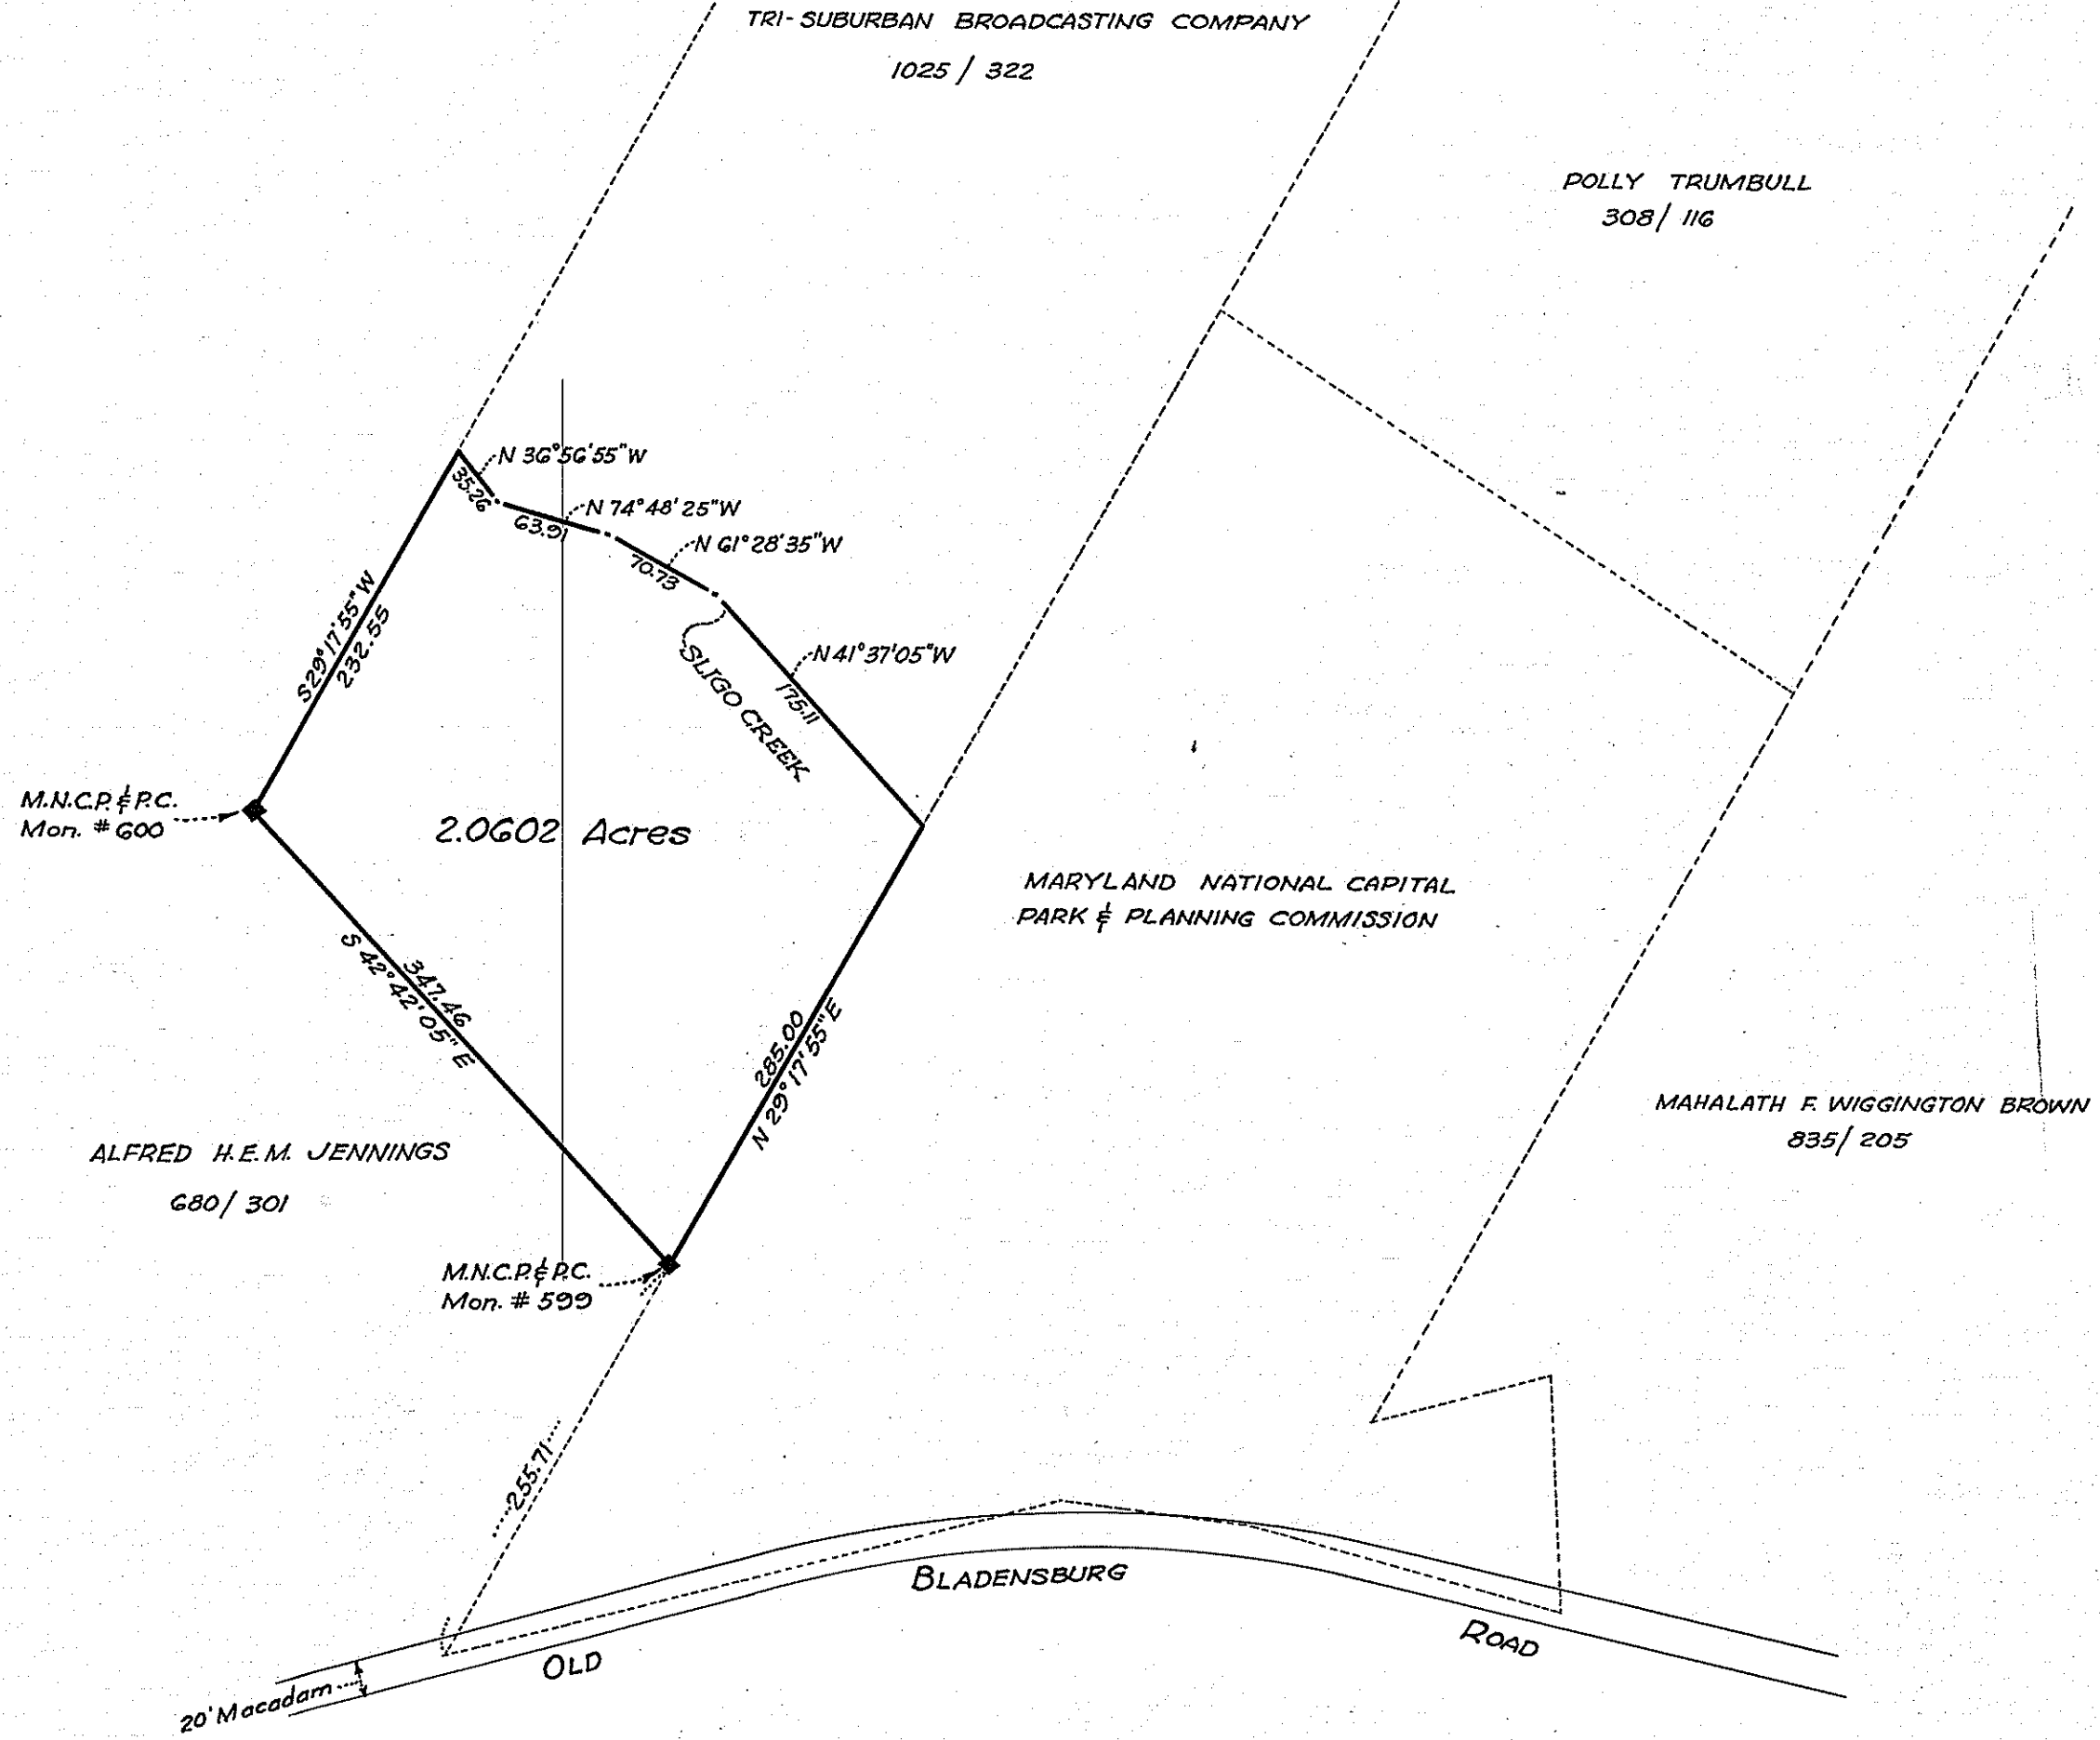 TRI-SUBURBAN BROADCASTING COMPANY
1025 / 322
POLLY TRUMBULL
308 / 116
N 36°56'55"W
35.26
N 74°48'25"W
63.91
N 61°28'35"W
70.73
N 41°37'05"W
175.11
SLIGO CREEK
S29°17'55"W
232.55
M.N.C.P. & P.C.
Mon. # 600
2.0602 Acres
MARYLAND NATIONAL CAPITAL
PARK & PLANNING COMMISSION
347.46
S 42°42'05" E
285.00
N 29°17'55" E
MAHALATH F. WIGGINGTON BROWN
835 / 205
ALFRED H.E.M. JENNINGS
680 / 301
M.N.C.P. & P.C.
Mon. # 599
255.71
OLD BLADENSBURG ROAD
20' Macadam